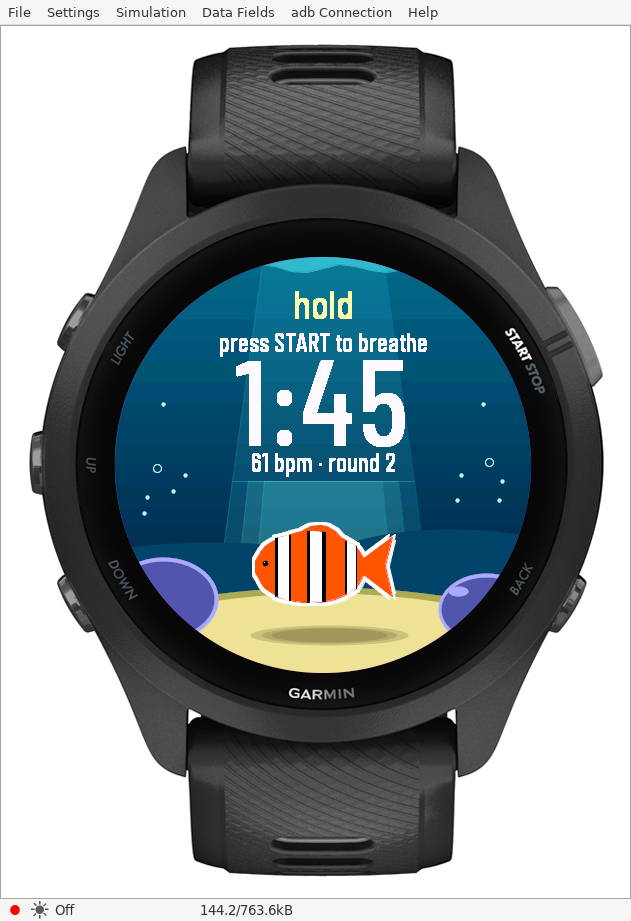 File Settings Simulation Data Fields adb Connection Help
hold
press START to breathe
1:45
61 bpm · round 2
LIGHT
START STOP
UP
DOWN
BACK
GARMIN
Off 144.2/763.6kB